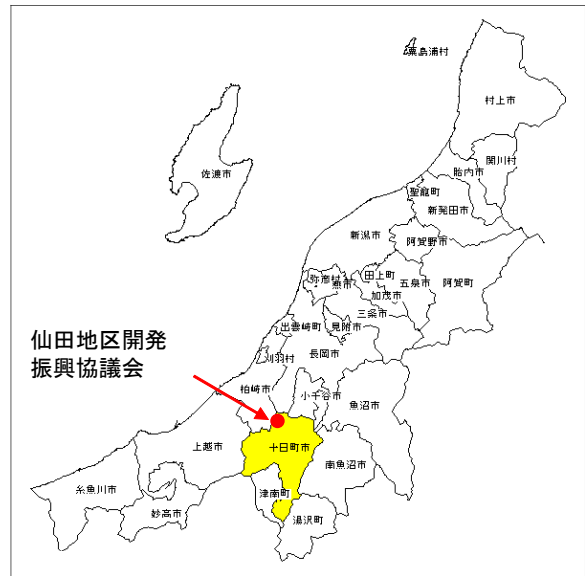 粟島浦村
村上市
関川村
胎内市
聖籠町
新発田市
佐渡市
新潟市
阿賀野市
弥彦村
燕市
田上町
五泉市
阿賀町
加茂市
三条市
出雲崎町
見附市
仙田地区開発
振興協議会
刈羽村
長岡市
柏崎市
小千谷市
魚沼市
上越市
十日町市
南魚沼市
糸魚川市
妙高市
津南町
湯沢町